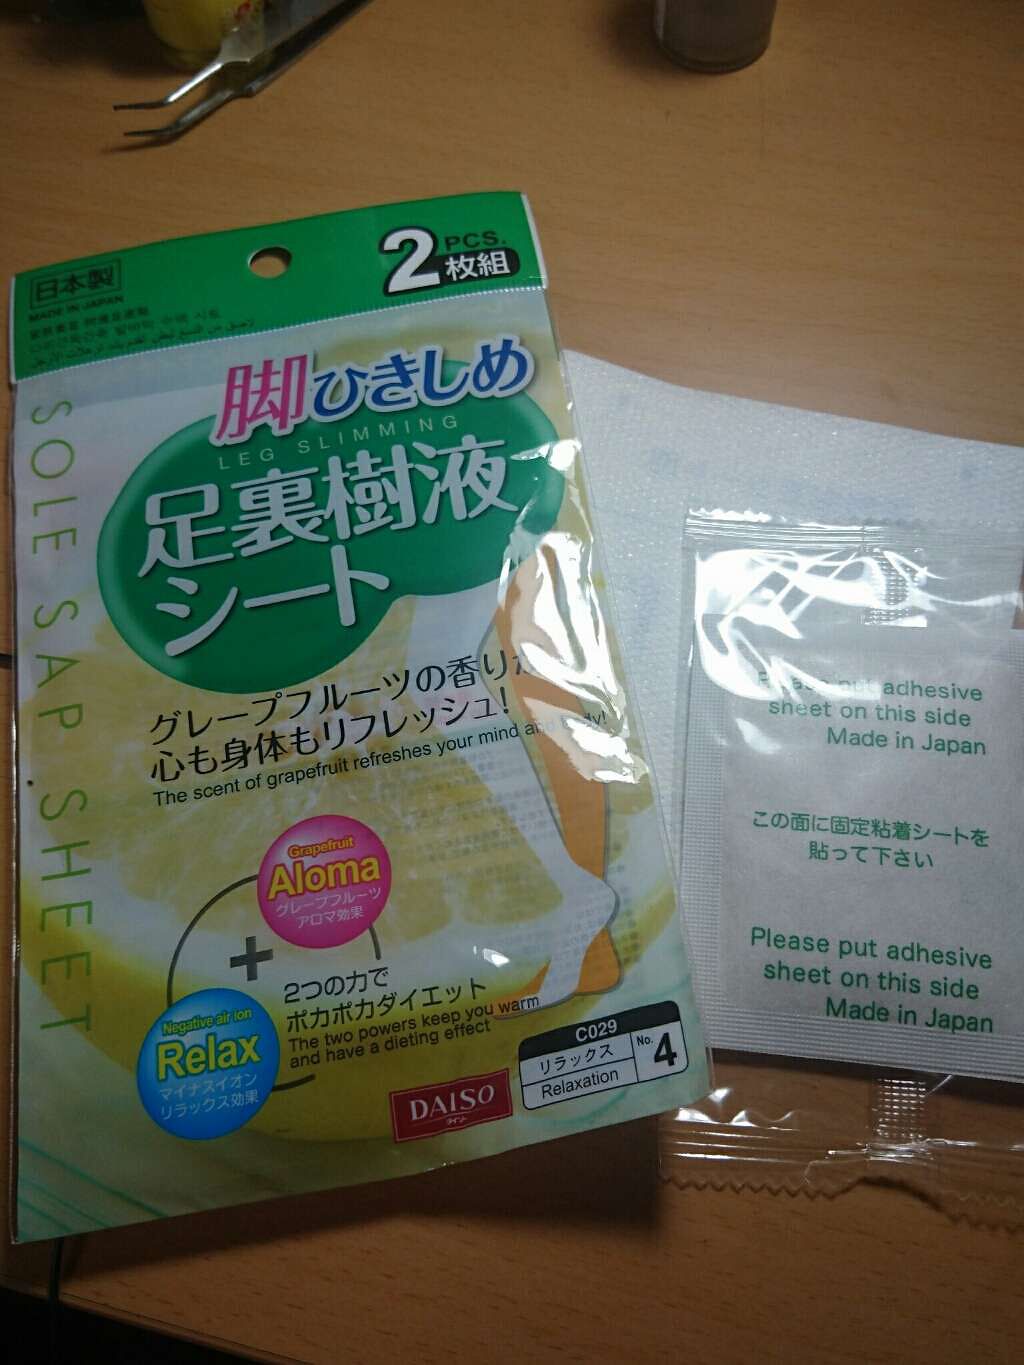 2
PCS.
枚組
日本製
MADE IN JAPAN
脚ひきしめ
LEG SLIMMING
足裏樹液
シート
SOLE SAP SHEET
グレープフルーツの香り
心も身体もリフレッシュ!
The scent of grapefruit refreshes your mind and body!
Grapefruit
Aloma
グレープフルーツ
アロマ効果
+
2つの力で
ポカポカダイエット
The two powers keep you warm
and have a dieting effect
Negative air ion
Relax
マイナスイオン
リラックス効果
C029
リラックス
Relaxation
No.
4
DAISO
ダイソー
Please put adhesive
sheet on this side
Made in Japan
この面に固定粘着シートを
貼って下さい
Please put adhesive
sheet on this side
Made in Japan